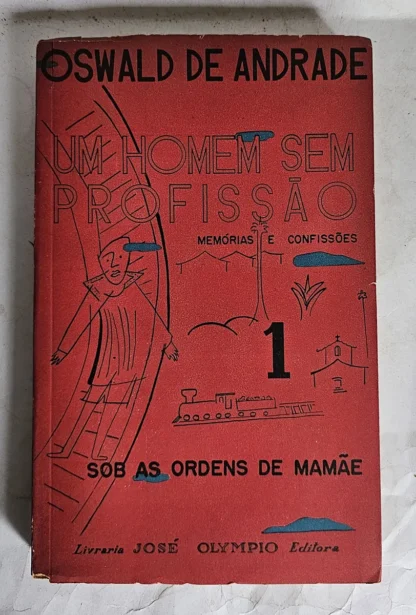 OSWALD DE ANDRADE
UM HOMEM SEM
PROFISSÃO
MEMÓRIAS E CONFISSÕES
1
SOB AS ORDENS DE MAMÃE
Livraria JOSÉ OLYMPIO Editora